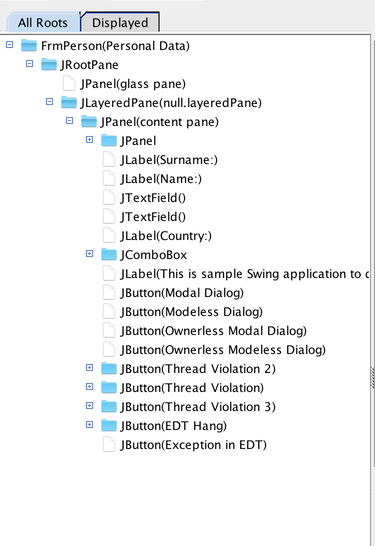 All Roots
Displayed
FrmPerson(Personal Data)
JRootPane
JPanel(glass pane)
JLayeredPane(null.layeredPane)
JPanel(content pane)
JPanel
JLabel(Surname:)
JLabel(Name:)
JTextField()
JTextField()
JLabel(Country:)
JComboBox
JLabel(This is sample Swing application to
JButton(Modal Dialog)
JButton(Modeless Dialog)
JButton(Ownerless Modal Dialog)
JButton(Ownerless Modeless Dialog)
JButton(Thread Violation 2)
JButton(Thread Violation)
JButton(Thread Violation 3)
JButton(EDT Hang)
JButton(Exception in EDT)